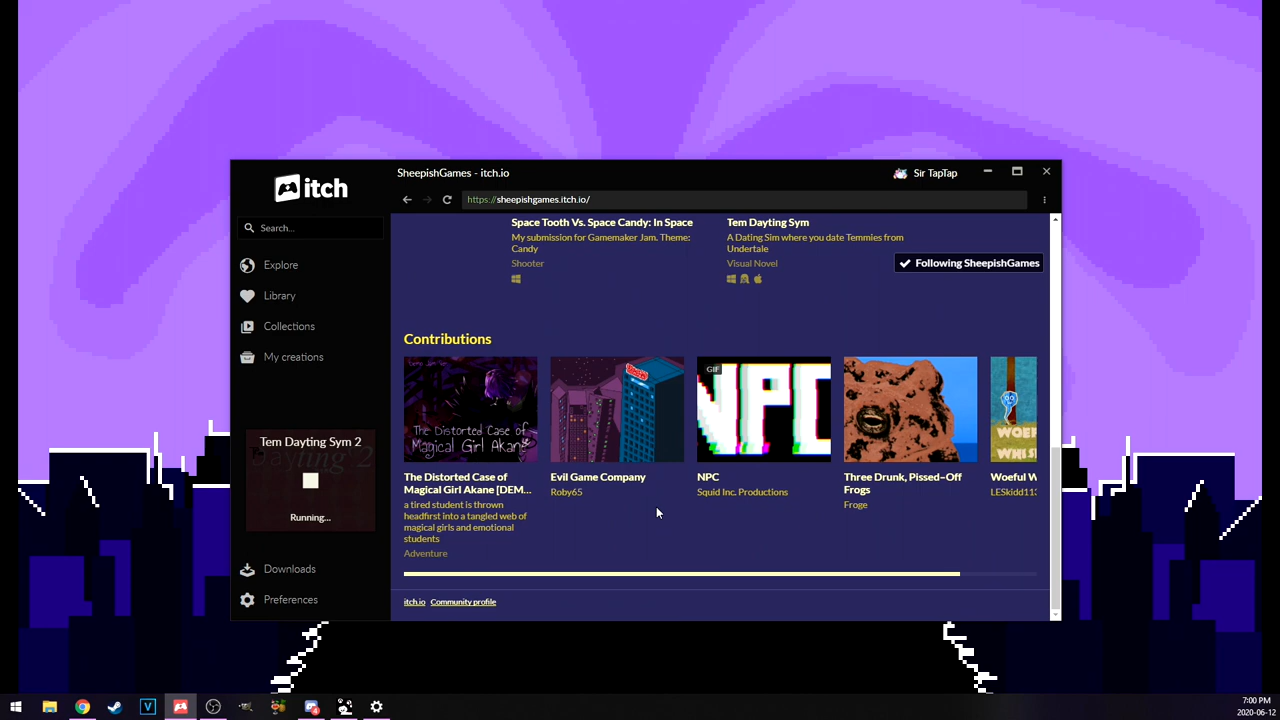 SheepishGames - itch.io
Sir TapTap
itch
https://sheepishgames.itch.io/
Search...
Explore
Library
Collections
My creations
Tem Dayting Sym 2
Running...
Downloads
Preferences
Space Tooth Vs. Space Candy: In Space
My submission for Gamemaker Jam. Theme:
Candy
Shooter
Tem Dayting Sym
A Dating Sim where you date Temmies from
Undertale
Visual Novel
Following SheepishGames
Contributions
The Distorted Case of
Magical Girl Akane
GIF
NPC
WOEF
The Distorted Case of
Magical Girl Akane [DEM...
a tired student is thrown
headfirst into a tangled web of
magical girls and emotional
students
Adventure
Evil Game Company
Roby65
NPC
Squid Inc. Productions
Three Drunk, Pissed-Off
Frogs
Froge
Woeful W
LESkidd113
itch.io Community profile
7:00 PM
2020-06-12